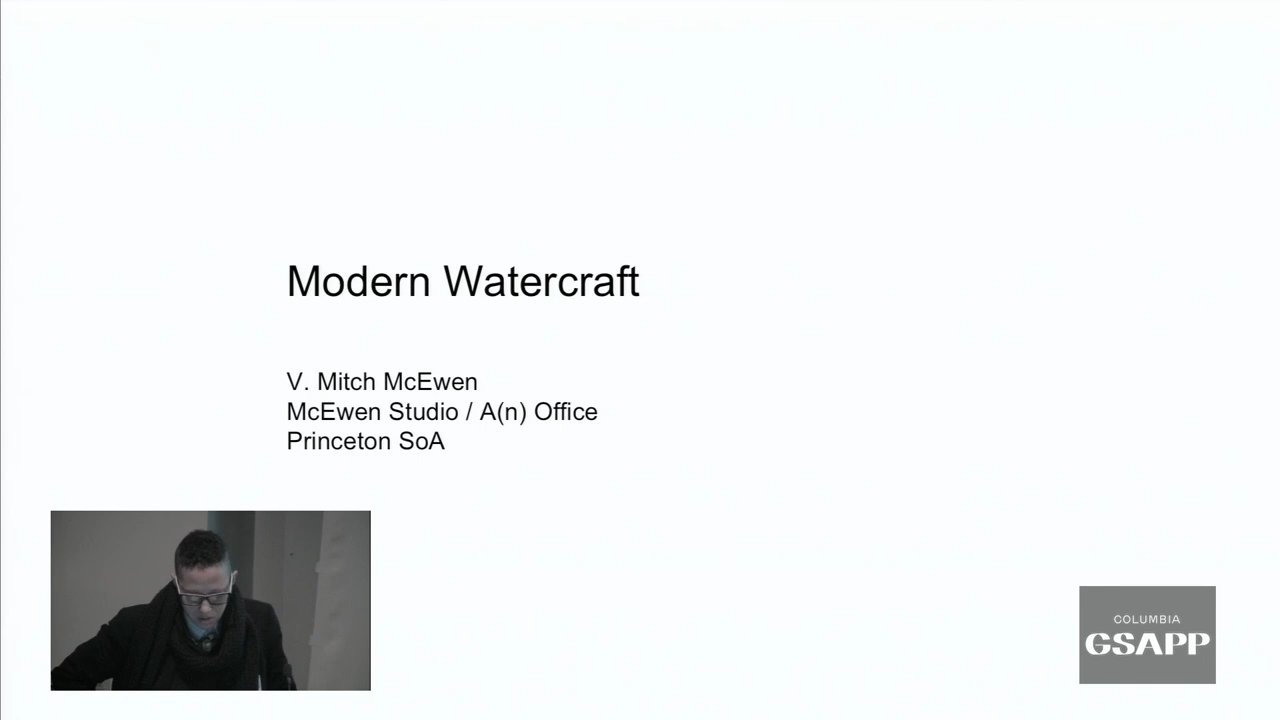 Modern Watercraft
V. Mitch McEwen
McEwen Studio / A(n) Office
Princeton SoA
COLUMBIA
GSAPP